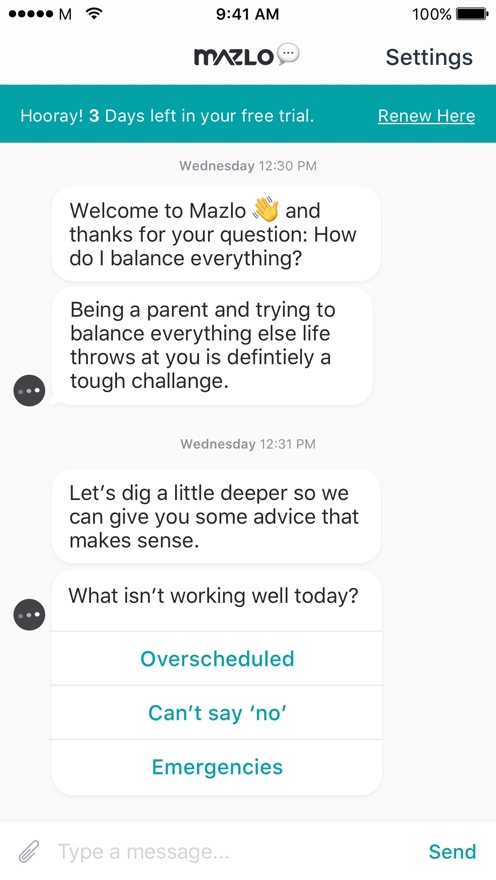 M 9:41 AM 100%
MAZLO Settings
Hooray! 3 Days left in your free trial. Renew Here
Wednesday 12:30 PM
Welcome to Mazlo 👋 and
thanks for your question: How
do I balance everything?
Being a parent and trying to
balance everything else life
throws at you is defintiely a
tough challange.
Wednesday 12:31 PM
Let’s dig a little deeper so we
can give you some advice that
makes sense.
What isn’t working well today?
Overscheduled
Can’t say ‘no’
Emergencies
Type a message... Send